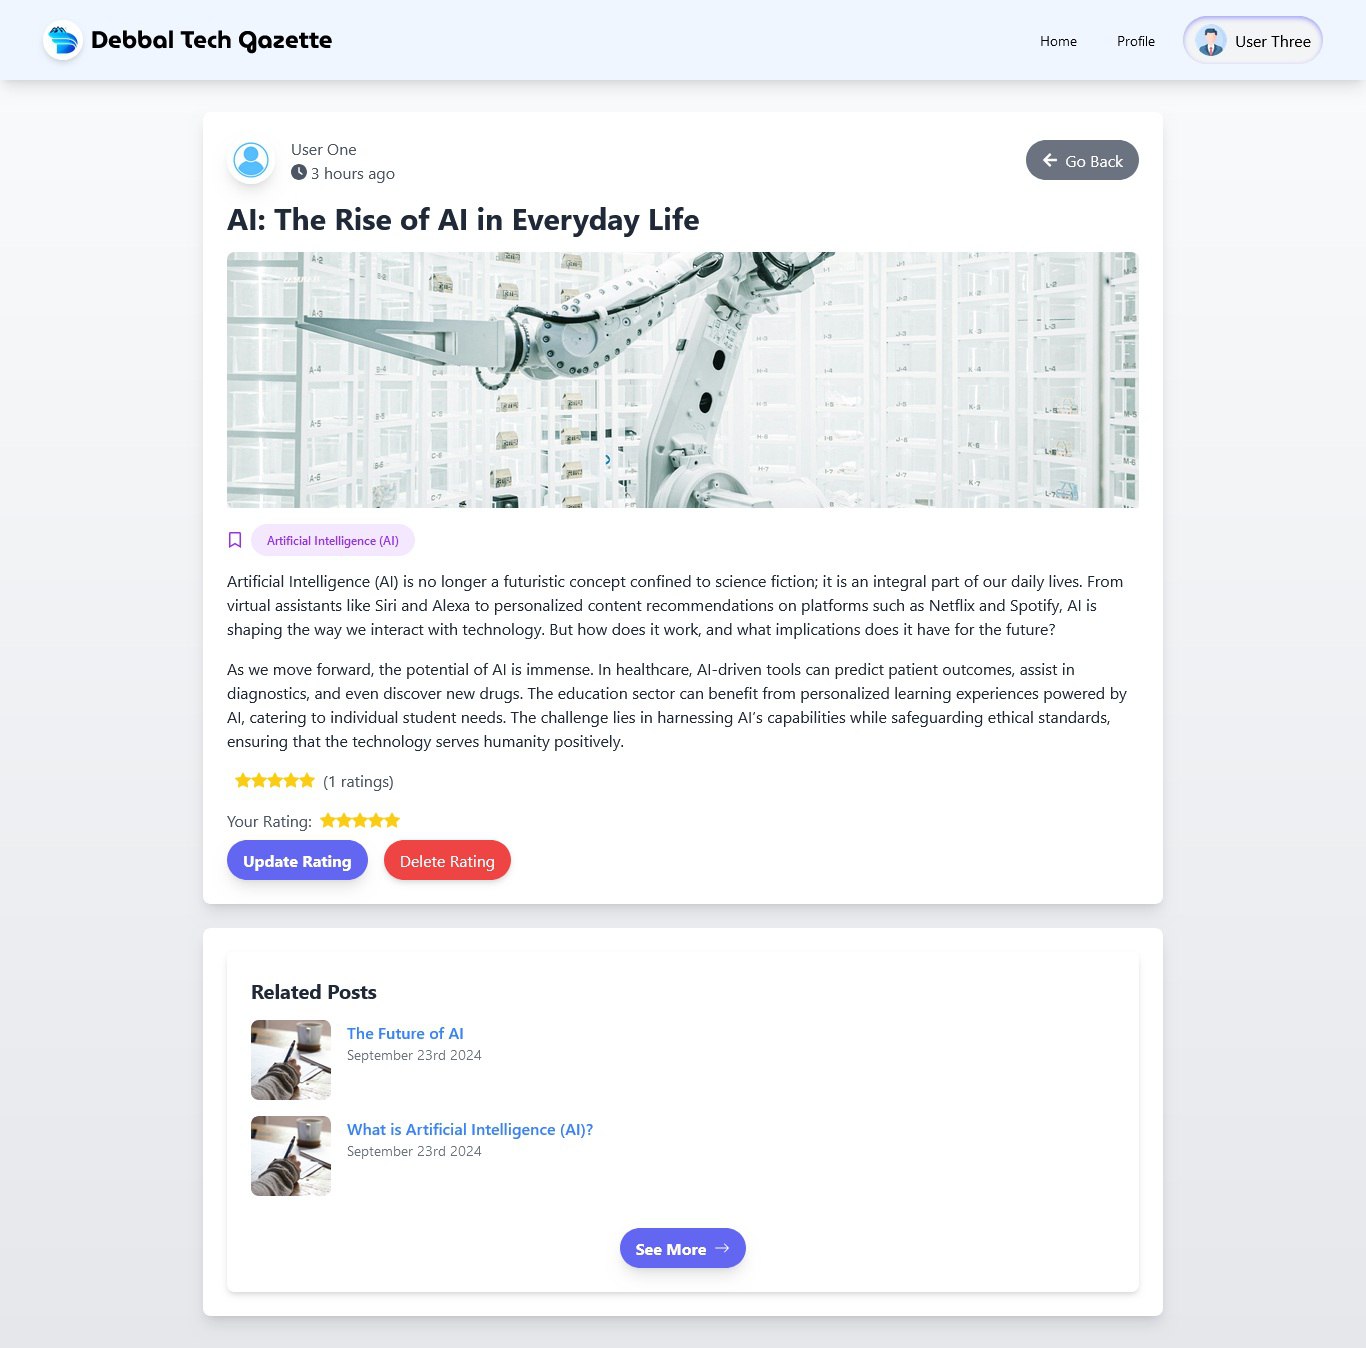 Debbal Tech Gazette
Home
Profile
User Three
User One
3 hours ago
Go Back
AI: The Rise of AI in Everyday Life
Artificial Intelligence (AI)
Artificial Intelligence (AI) is no longer a futuristic concept confined to science fiction; it is an integral part of our daily lives. From
virtual assistants like Siri and Alexa to personalized content recommendations on platforms such as Netflix and Spotify, AI is
shaping the way we interact with technology. But how does it work, and what implications does it have for the future?
As we move forward, the potential of AI is immense. In healthcare, AI-driven tools can predict patient outcomes, assist in
diagnostics, and even discover new drugs. The education sector can benefit from personalized learning experiences powered by
AI, catering to individual student needs. The challenge lies in harnessing AI's capabilities while safeguarding ethical standards,
ensuring that the technology serves humanity positively.
(1 ratings)
Your Rating:
Update Rating
Delete Rating
Related Posts
The Future of AI
September 23rd 2024
What is Artificial Intelligence (AI)?
September 23rd 2024
See More